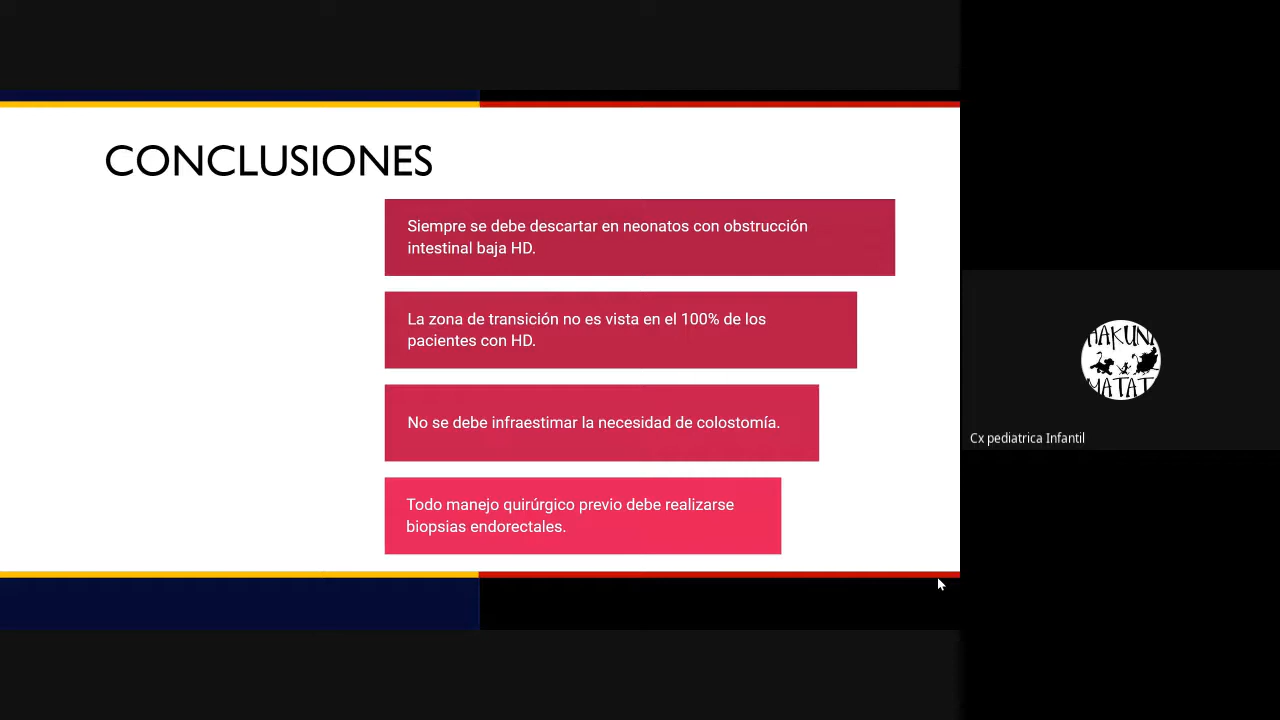 CONCLUSIONES
Siempre se debe descartar en neonatos con obstrucción
intestinal baja HD.
La zona de transición no es vista en el 100% de los
pacientes con HD.
No se debe infraestimar la necesidad de colostomía.
Todo manejo quirúrgico previo debe realizarse
biopsias endorectales.
HAKUN
MATAT
Cx pediatrica Infantil